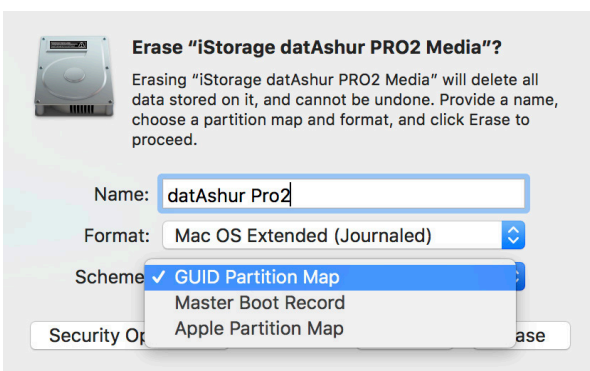 Erase “iStorage datAshur PRO2 Media”?
Erasing “iStorage datAshur PRO2 Media” will delete all
data stored on it, and cannot be undone. Provide a name,
choose a partition map and format, and click Erase to
proceed.
Name: datAshur Pro2
Format: Mac OS Extended (Journaled)
Scheme ✓ GUID Partition Map
Master Boot Record
Apple Partition Map
Security Op ase